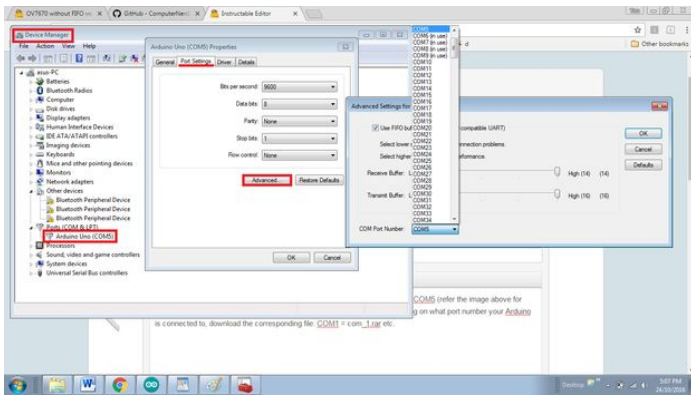 OV7670 without FIFO
GitHub - ComputerNerd
Instructable Editor
Other bookmarks
Device Manager
File Action View Help
asus-PC
Batteries
Bluetooth Radios
Computer
Disk drives
Display adapters
Human Interface Devices
IDE ATA/ATAPI controllers
Imaging devices
Keyboards
Mice and other pointing devices
Monitors
Network adapters
Other devices
Bluetooth Peripheral Device
Bluetooth Peripheral Device
Bluetooth Peripheral Device
Ports (COM & LPT)
Arduino Uno (COM5)
Processors
Sound, video and game controllers
System devices
Universal Serial Bus controllers
Arduino Uno (COM5) Properties
General Port Settings Driver Details
Bits per second: 9600
Data bits: 8
Parity: None
Stop bits: 1
Flow control: None
Advanced... Restore Defaults
OK Cancel
Advanced Settings for
Use FIFO buf compatible UART)
Select lower nnection problems.
Select higher erformance.
Receive Buffer: L High (14) (14)
Transmit Buffer: L High (16) (16)
COM Port Number: COM5
OK
Cancel
Defaults
COM6 (in use)
COM7 (in use)
COM8 (in use)
COM9 (in use)
COM10
COM11
COM12
COM13
COM14
COM15
COM16
COM17
COM18
COM19
COM20
COM21
COM22
COM23
COM24
COM25
COM26
COM27
COM28
COM29
COM30
COM31
COM32
COM33
COM34
COM5 (refer the image above for
g on what port number your Arduino
is connected to, download the corresponding file. COM1 = com_1.rar etc.
Desktop
5:07 PM
24/10/2016